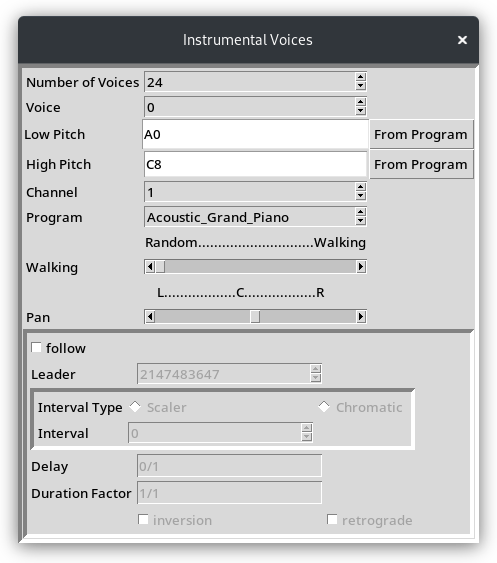 Instrumental Voices ×
Number of Voices 24
Voice 0
Low Pitch A0 From Program
High Pitch C8 From Program
Channel 1
Program Acoustic_Grand_Piano
Random.............................Walking
Walking
L..................C..................R
Pan
follow
Leader 2147483647
Interval Type Scaler Chromatic
Interval 0
Delay 0/1
Duration Factor 1/1
inversion retrograde